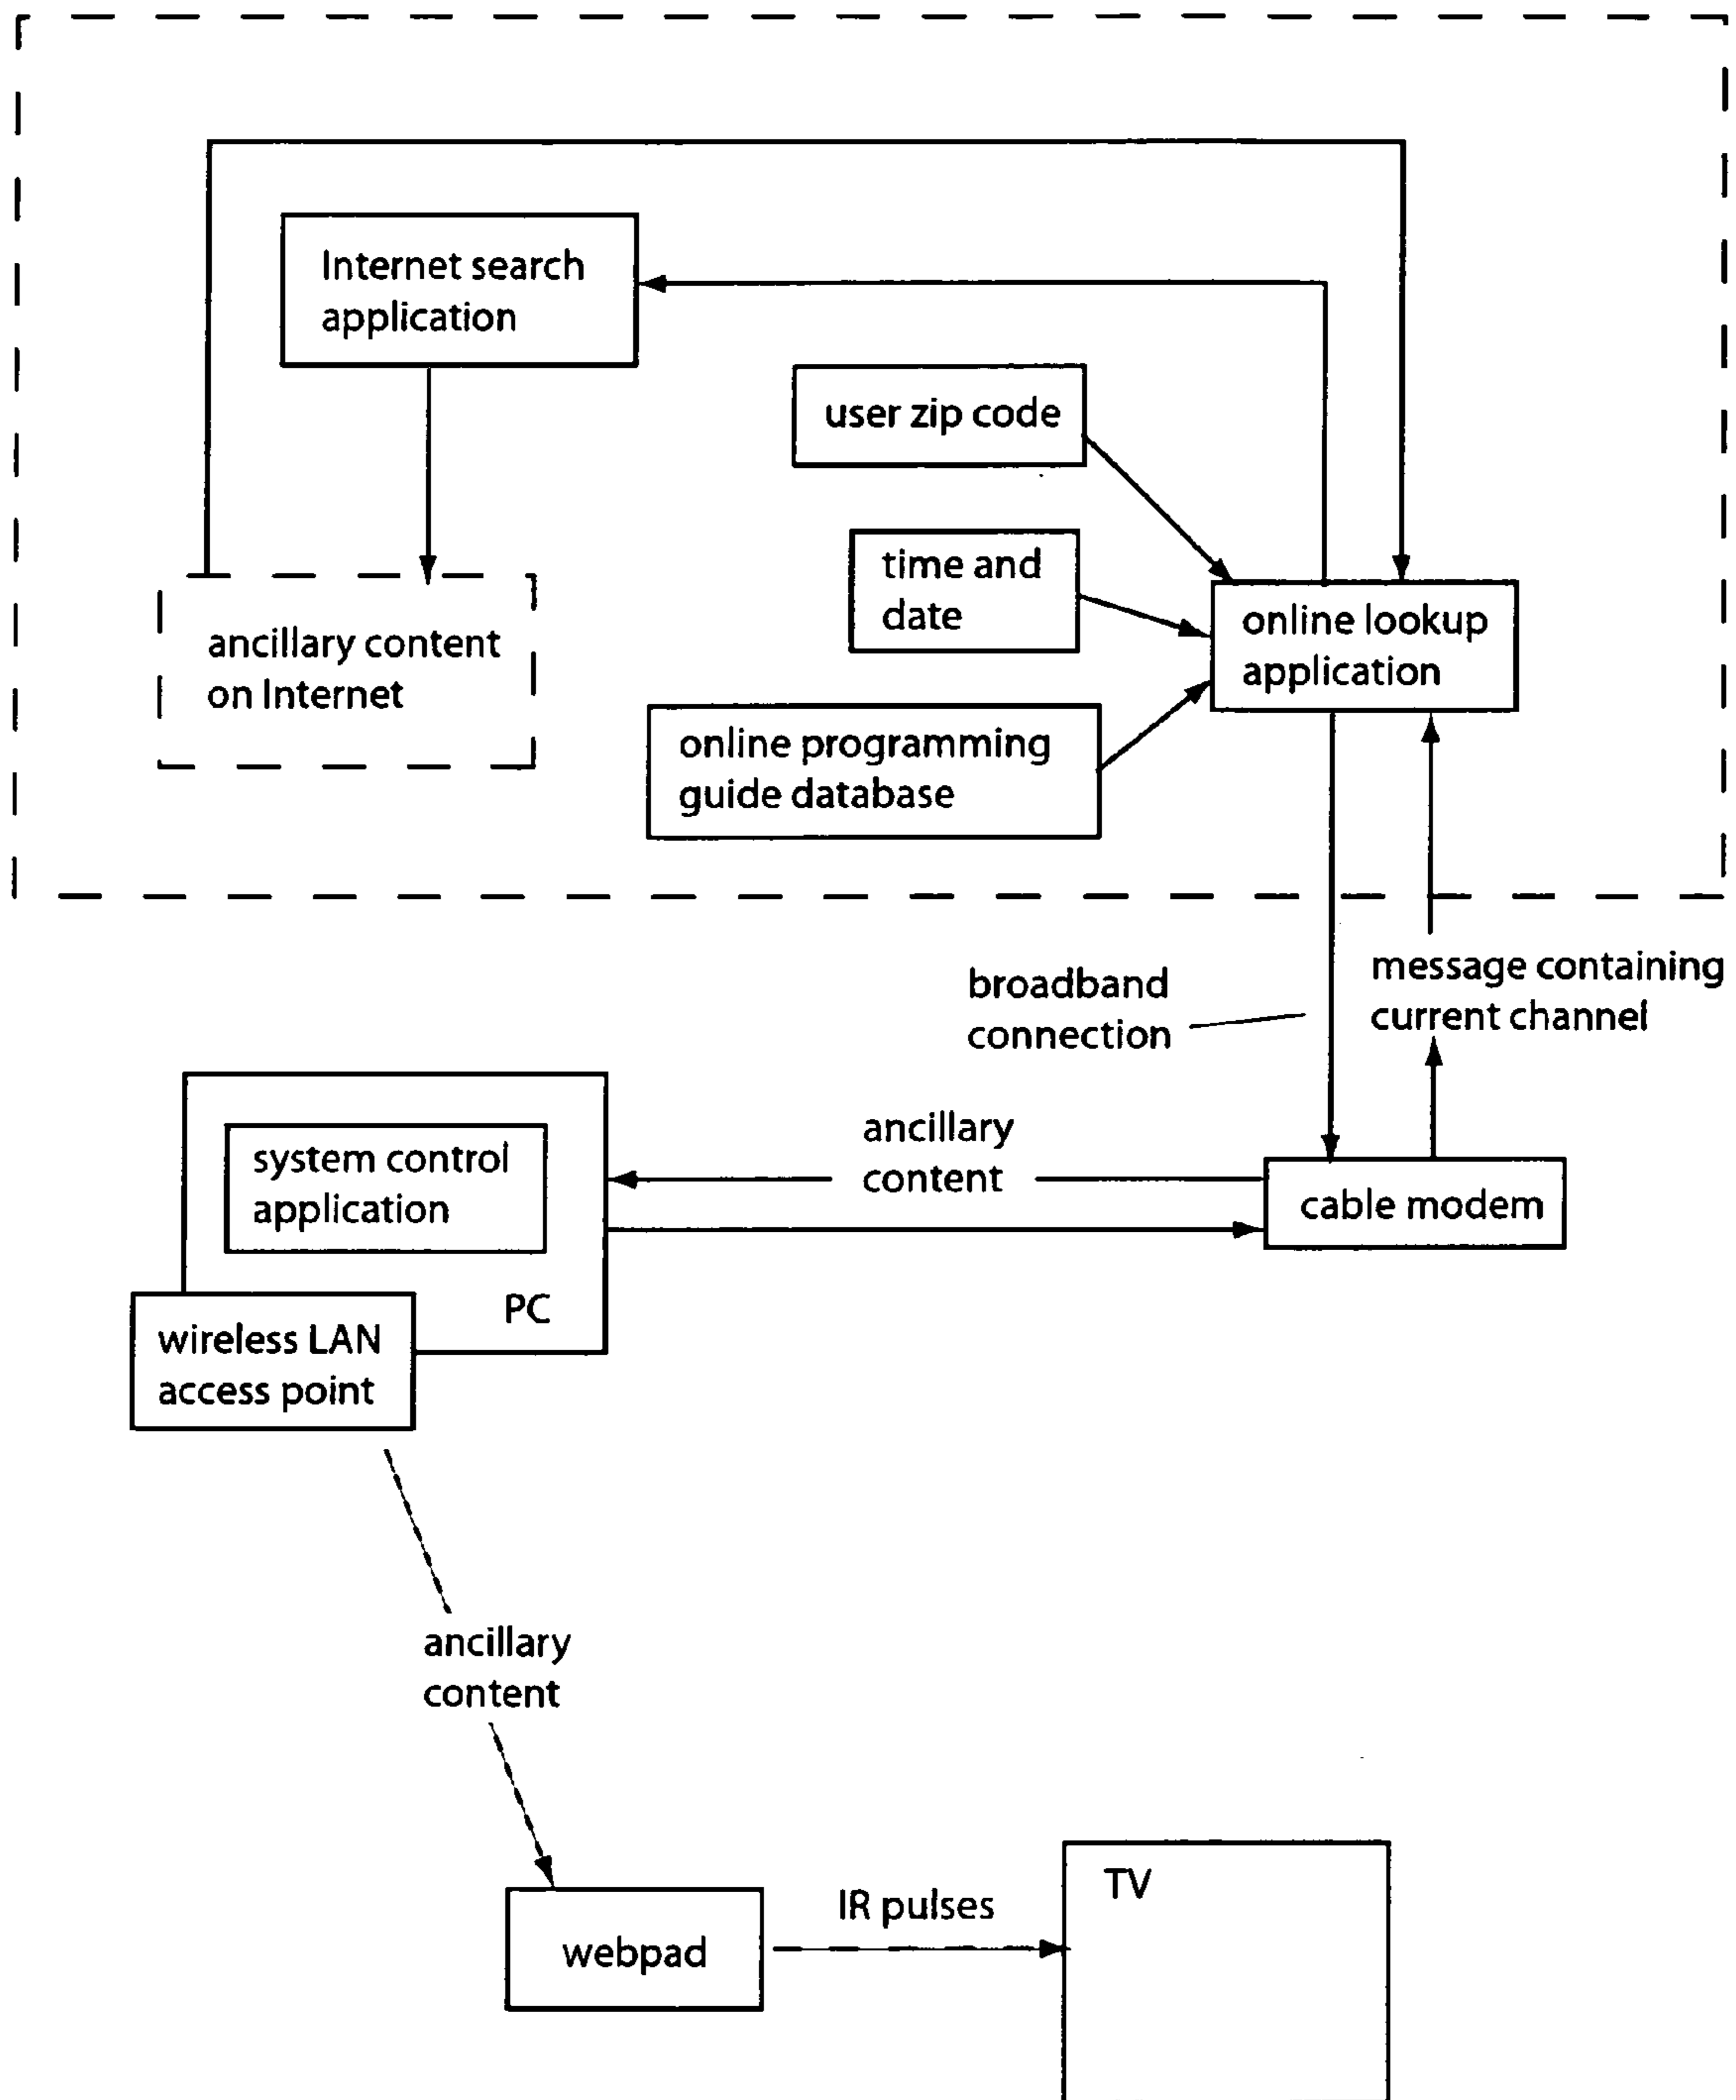 Internet search
application
user zip code
time and
date
online lookup
application
ancillary content
on Internet
online programming
guide database
broadband
connection
message containing
current channel
system control
application
ancillary
content
cable modem
PC
wireless LAN
access point
ancillary
content
webpad
IR pulses
TV